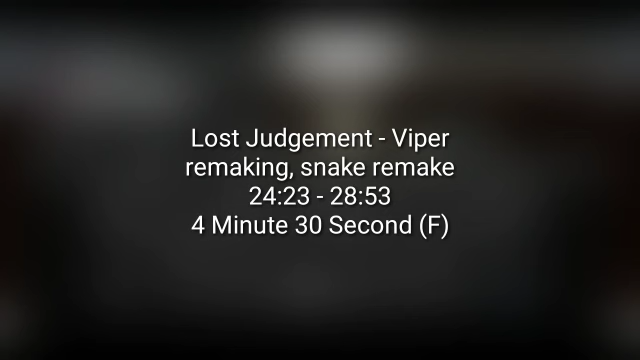 Lost Judgement - Viper
remaking, snake remake
24:23 - 28:53
4 Minute 30 Second (F)